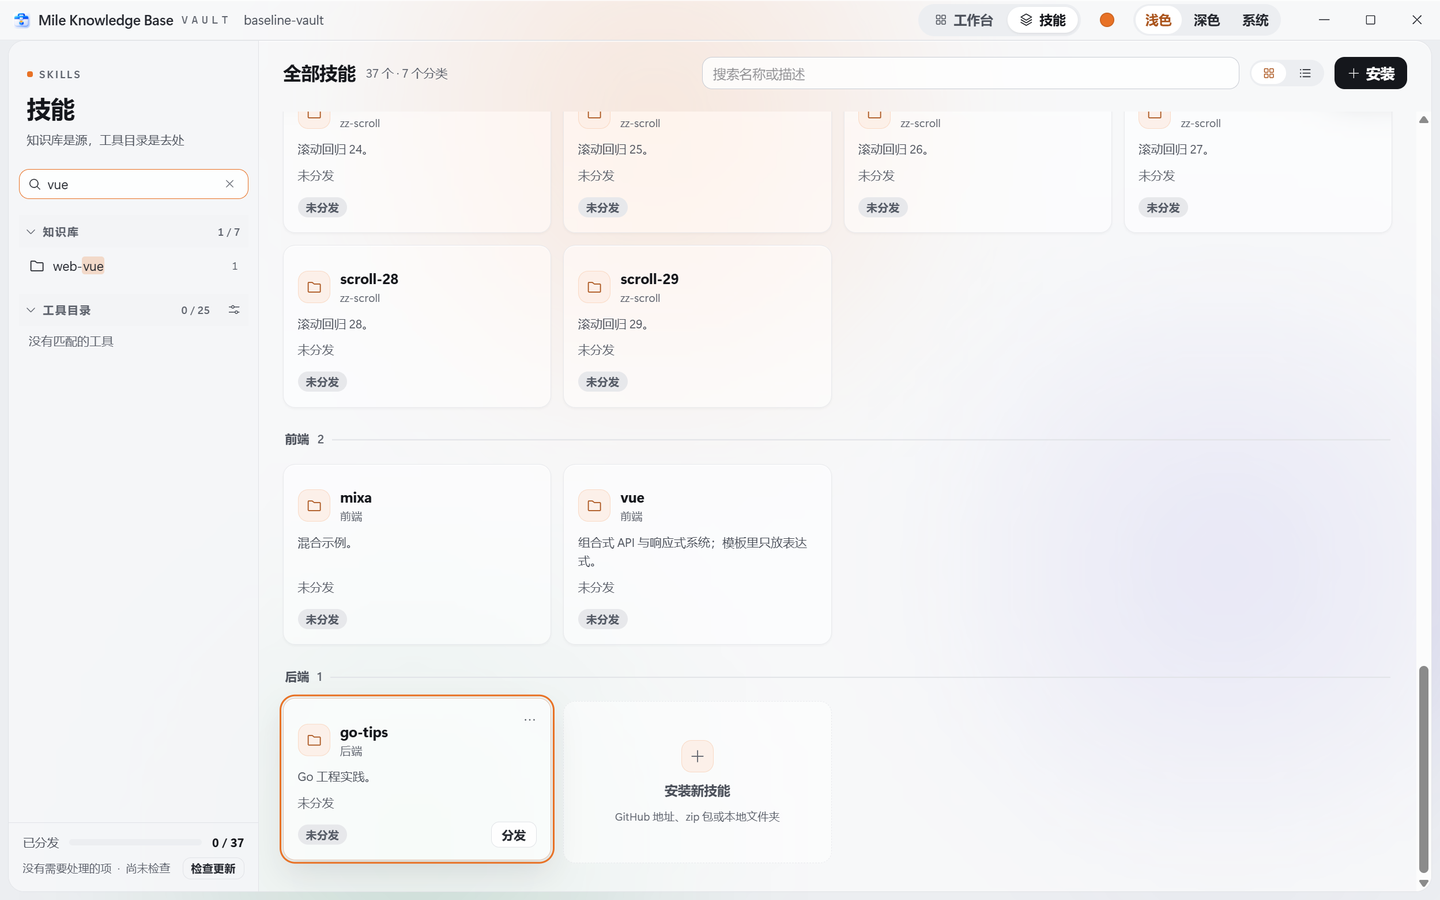 Mile Knowledge Base VAULT baseline-vault
工作台 技能 浅色 深色 系统
SKILLS
技能
知识库是源，工具目录是去处
vue
知识库 1 / 7
web-vue 1
工具目录 0 / 25
没有匹配的工具
已分发 0 / 37
没有需要处理的项 · 尚未检查 检查更新
全部技能 37 个 · 7 个分类
搜索名称或描述
安装
zz-scroll
滚动回归 24。
未分发
未分发
zz-scroll
滚动回归 25。
未分发
未分发
zz-scroll
滚动回归 26。
未分发
未分发
zz-scroll
滚动回归 27。
未分发
未分发
scroll-28
zz-scroll
滚动回归 28。
未分发
未分发
scroll-29
zz-scroll
滚动回归 29。
未分发
未分发
前端 2
mixa
前端
混合示例。
未分发
未分发
vue
前端
组合式 API 与响应式系统；模板里只放表达
式。
未分发
未分发
后端 1
go-tips
后端
Go 工程实践。
未分发
未分发 分发
安装新技能
GitHub 地址、zip 包或本地文件夹